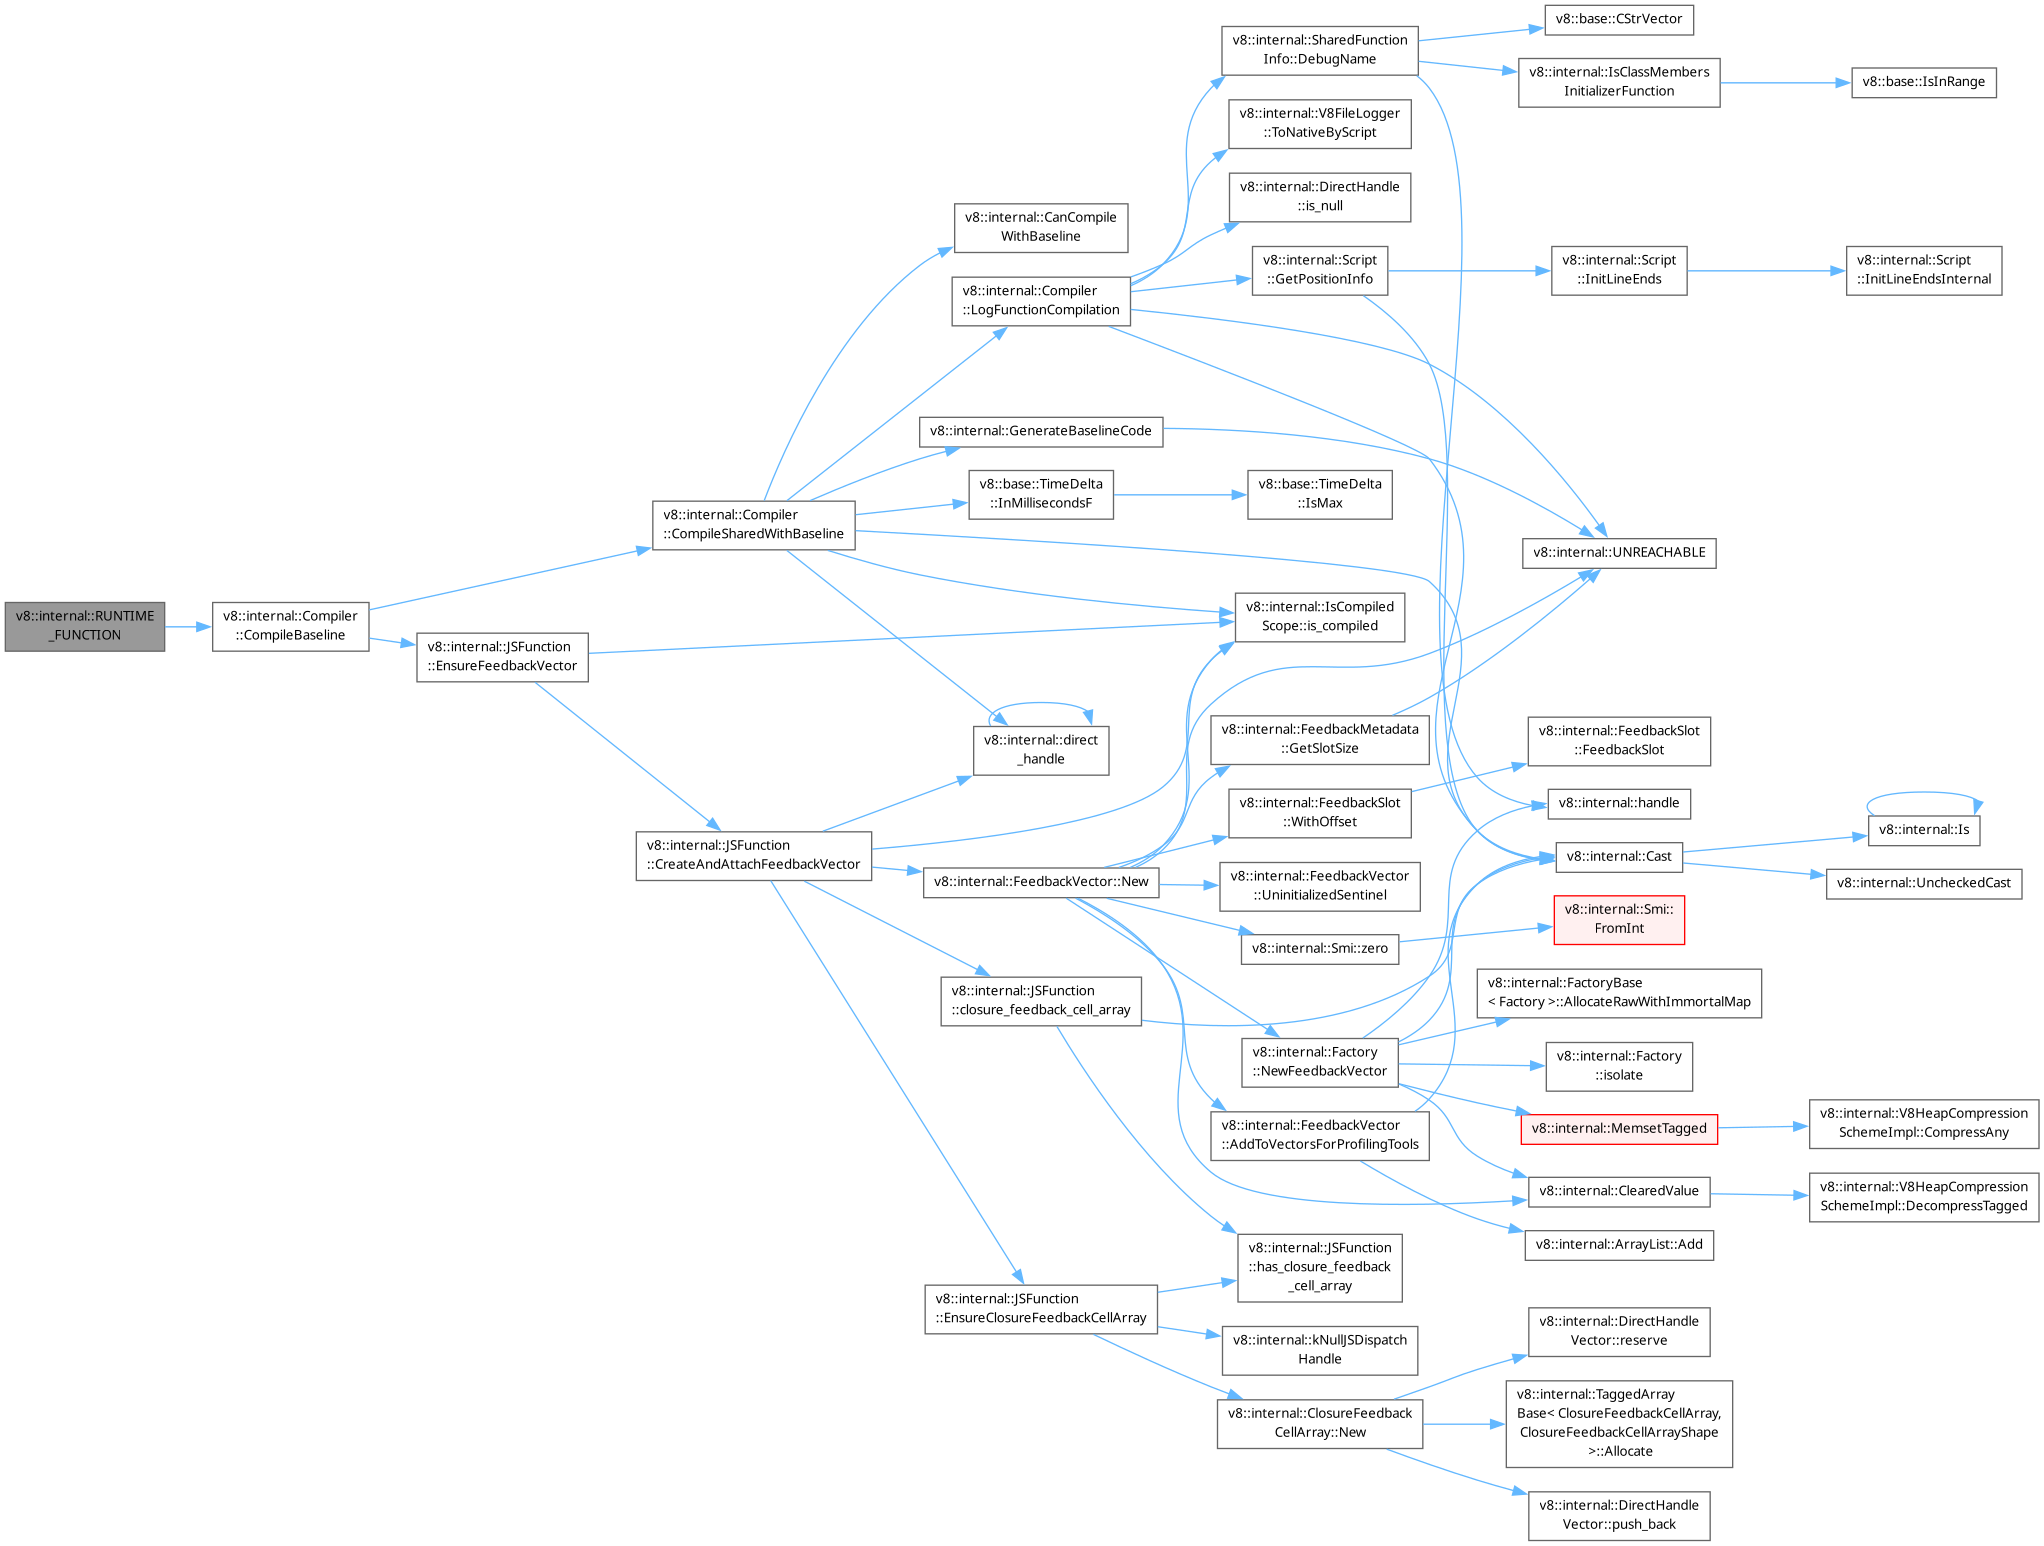 v8::internal::RUNTIME
_FUNCTION
v8::internal::Compiler
::CompileBaseline
v8::internal::Compiler
::CompileSharedWithBaseline
v8::internal::JSFunction
::EnsureFeedbackVector
v8::internal::JSFunction
::CreateAndAttachFeedbackVector
v8::internal::CanCompile
WithBaseline
v8::internal::Compiler
::LogFunctionCompilation
v8::internal::GenerateBaselineCode
v8::base::TimeDelta
::InMillisecondsF
v8::internal::direct
_handle
v8::internal::FeedbackVector::New
v8::internal::JSFunction
::closure_feedback_cell_array
v8::internal::JSFunction
::EnsureClosureFeedbackCellArray
v8::internal::SharedFunction
Info::DebugName
v8::internal::V8FileLogger
::ToNativeByScript
v8::internal::DirectHandle
::is_null
v8::internal::Script
::GetPositionInfo
v8::base::TimeDelta
::IsMax
v8::internal::IsCompiled
Scope::is_compiled
v8::internal::FeedbackMetadata
::GetSlotSize
v8::internal::FeedbackSlot
::WithOffset
v8::internal::FeedbackVector
::UninitializedSentinel
v8::internal::Smi::zero
v8::internal::Factory
::NewFeedbackVector
v8::internal::FeedbackVector
::AddToVectorsForProfilingTools
v8::internal::JSFunction
::has_closure_feedback
_cell_array
v8::internal::kNullJSDispatch
Handle
v8::internal::ClosureFeedback
CellArray::New
v8::base::CStrVector
v8::internal::IsClassMembers
InitializerFunction
v8::internal::Script
::InitLineEnds
v8::internal::UNREACHABLE
v8::internal::FeedbackSlot
::FeedbackSlot
v8::internal::handle
v8::internal::Cast
v8::internal::Smi::
FromInt
v8::internal::FactoryBase
< Factory >::AllocateRawWithImmortalMap
v8::internal::Factory
::isolate
v8::internal::MemsetTagged
v8::internal::ClearedValue
v8::internal::ArrayList::Add
v8::internal::DirectHandle
Vector::reserve
v8::internal::TaggedArray
Base< ClosureFeedbackCellArray,
ClosureFeedbackCellArrayShape
>::Allocate
v8::internal::DirectHandle
Vector::push_back
v8::base::IsInRange
v8::internal::Script
::InitLineEndsInternal
v8::internal::Is
v8::internal::UncheckedCast
v8::internal::V8HeapCompression
SchemeImpl::CompressAny
v8::internal::V8HeapCompression
SchemeImpl::DecompressTagged